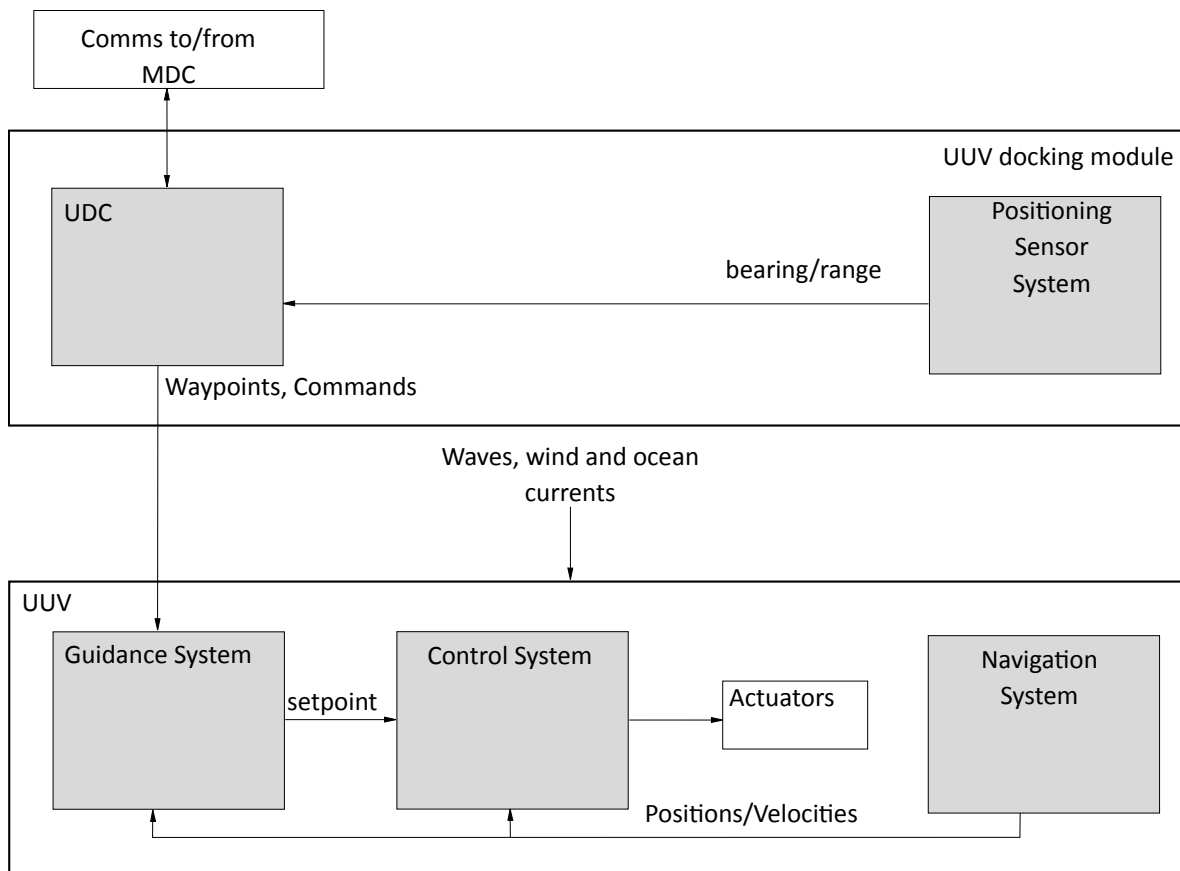 Comms to/from
MDC
UUV docking module
UDC
Positioning
Sensor
System
bearing/range
Waypoints, Commands
Waves, wind and ocean
currents
UUV
Guidance System
Control System
Navigation
System
setpoint
Actuators
Positions/Velocities